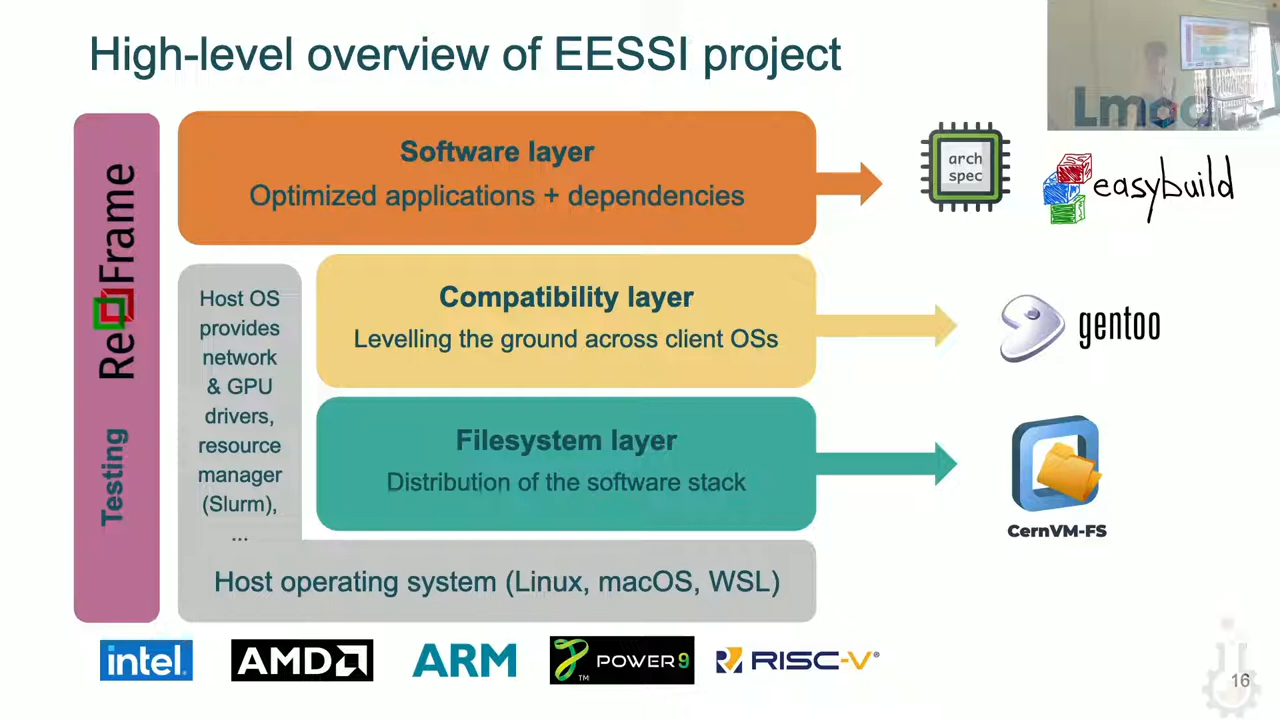 High-level overview of EESSI project
Lmod
ReFrame
Testing
Software layer
Optimized applications + dependencies
arch
spec
easybuild
Host OS
provides
network
& GPU
drivers,
resource
manager
(Slurm),
...
Compatibility layer
Levelling the ground across client OSs
gentoo
Filesystem layer
Distribution of the software stack
CernVM-FS
Host operating system (Linux, macOS, WSL)
intel.
AMD
ARM
POWER9
TM
RISC-V®
16